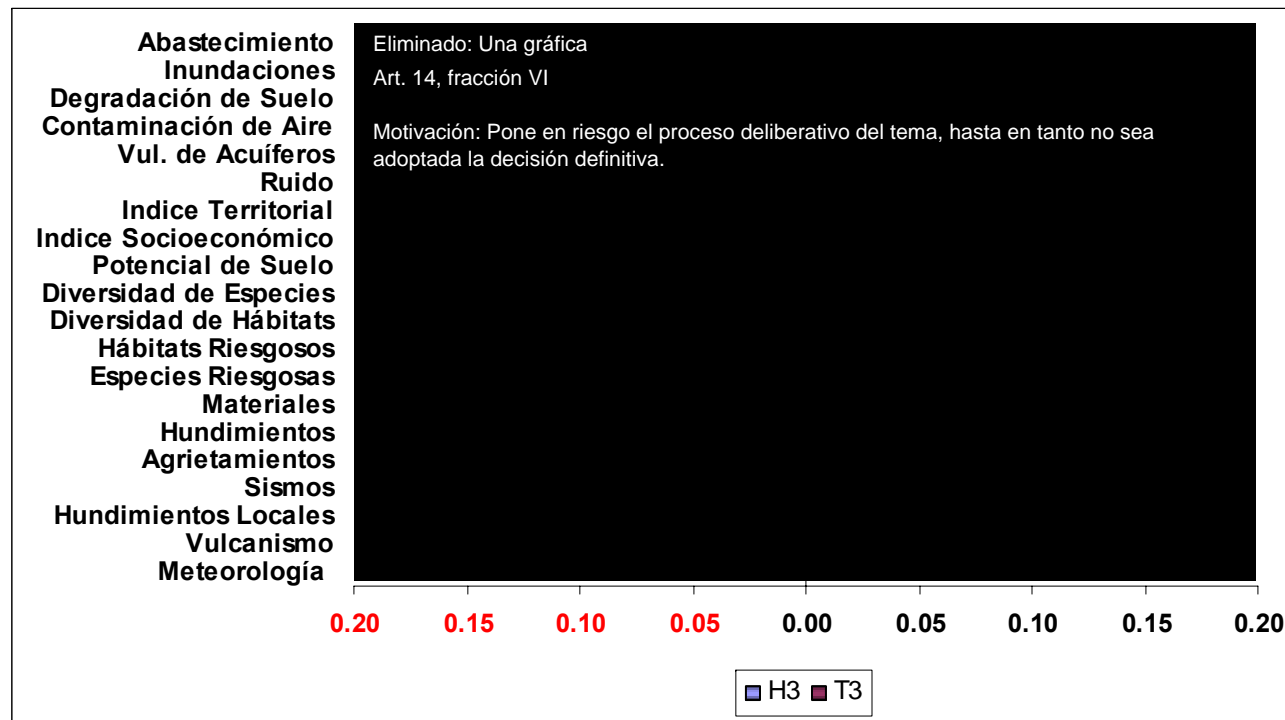 Abastecimiento
Inundaciones
Degradación de Suelo
Contaminación de Aire
Vul. de Acuíferos
Ruido
Indice Territorial
Indice Socioeconómico
Potencial de Suelo
Diversidad de Especies
Diversidad de Hábitats
Hábitats Riesgosos
Especies Riesgosas
Materiales
Hundimientos
Agrietamientos
Sismos
Hundimientos Locales
Vulcanismo
Meteorología
Eliminado: Una gráfica
Art. 14, fracción VI
Motivación: Pone en riesgo el proceso deliberativo del tema, hasta en tanto no sea
adoptada la decisión definitiva.
0.20 0.15 0.10 0.05 0.00 0.05 0.10 0.15 0.20
H3 T3